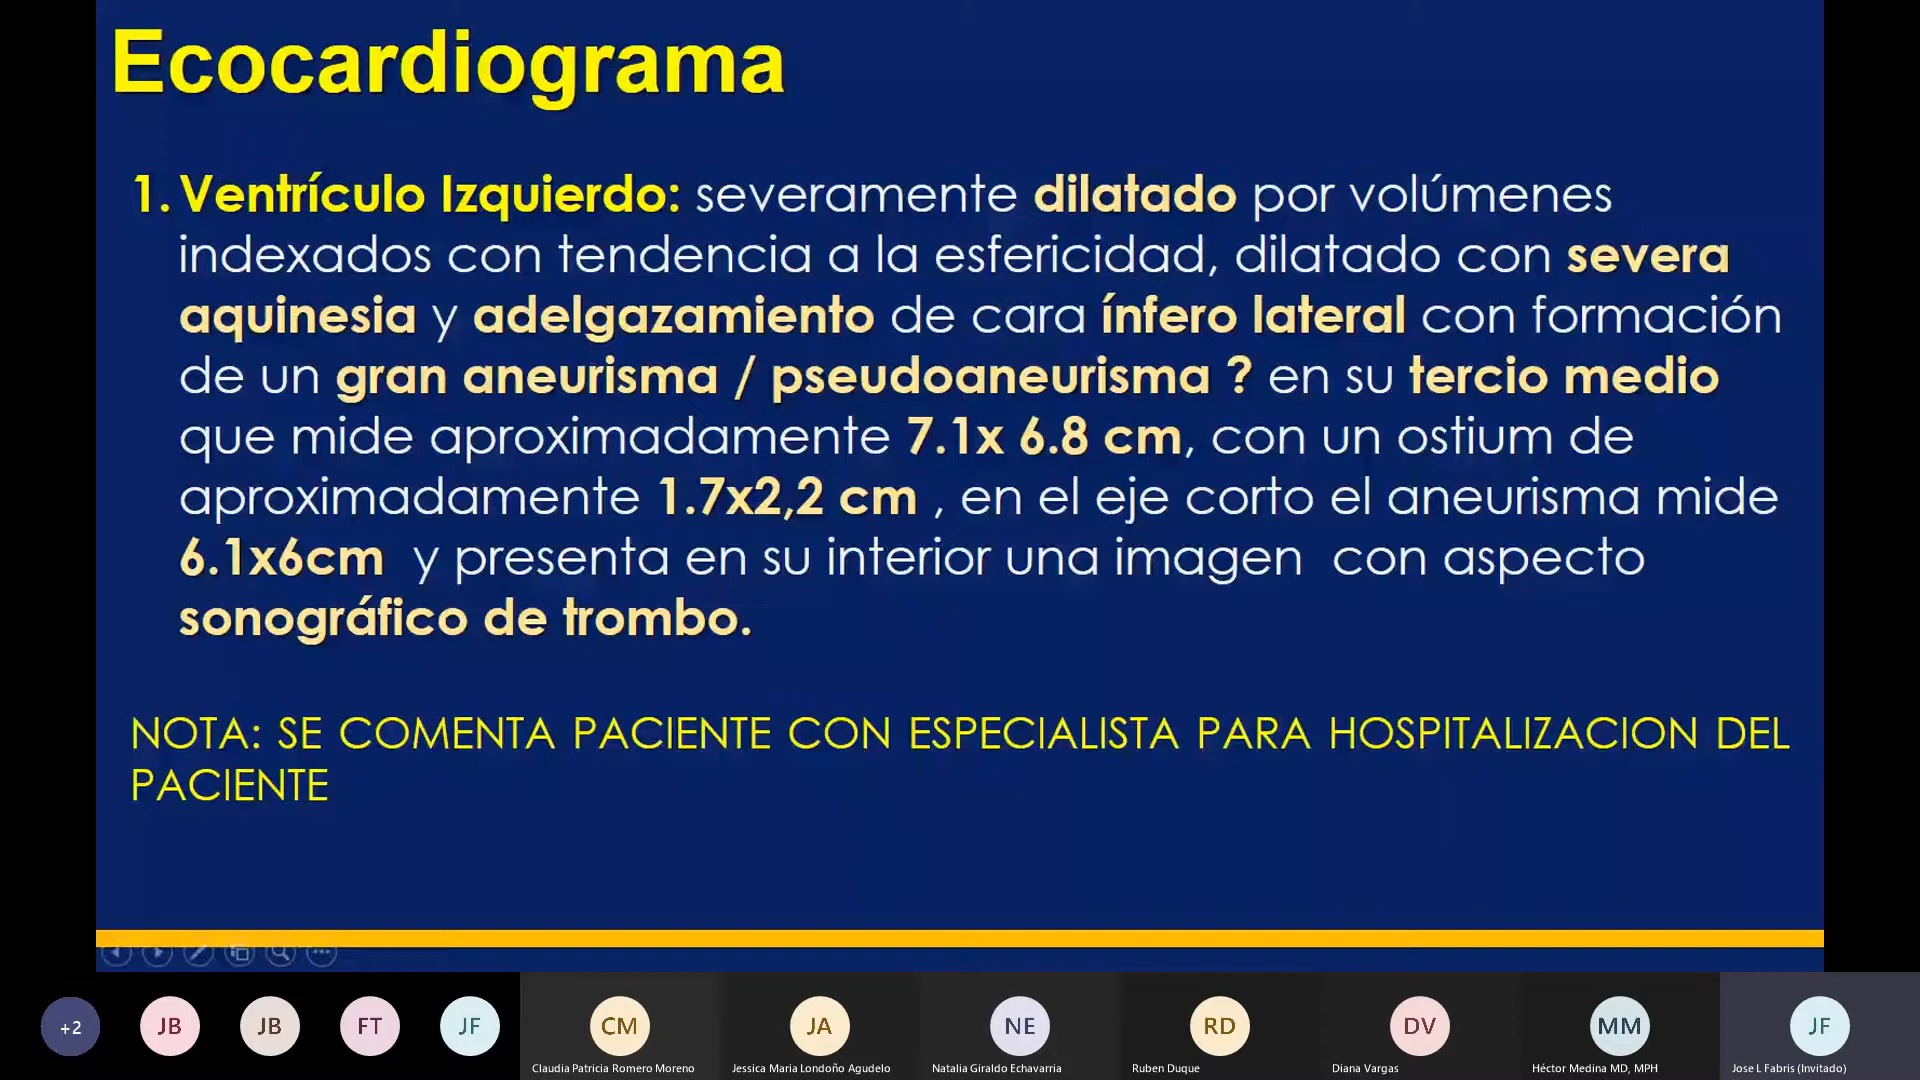 Ecocardiograma
1. Ventrículo Izquierdo: severamente dilatado por volúmenes
indexados con tendencia a la esfericidad, dilatado con severa
aquinesia y adelgazamiento de cara ínfero lateral con formación
de un gran aneurisma / pseudoaneurisma ? en su tercio medio
que mide aproximadamente 7.1x 6.8 cm, con un ostium de
aproximadamente 1.7x2,2 cm , en el eje corto el aneurisma mide
6.1x6cm y presenta en su interior una imagen con aspecto
sonográfico de trombo.
NOTA: SE COMENTA PACIENTE CON ESPECIALISTA PARA HOSPITALIZACION DEL
PACIENTE
+2 JB JB FT JF CM JA NE RD DV MM JF
Claudia Patricia Romero Moreno Jessica Maria Londoño Agudelo Natalia Giraldo Echavarria Ruben Duque Diana Vargas Héctor Medina MD, MPH Jose L Fabris (Invitado)